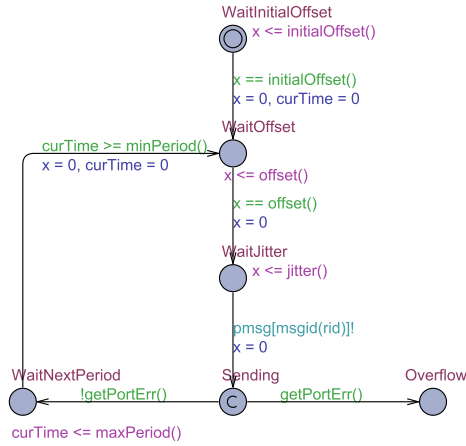 WaitInitialOffset
x <= initialOffset()
x == initialOffset()
x = 0, curTime = 0
WaitOffset
curTime >= minPeriod()
x = 0, curTime = 0
x <= offset()
x == offset()
x = 0
WaitJitter
x <= jitter()
pmsg[msgid(rid)]!
x = 0
WaitNextPeriod
Sending
Overflow
!getPortErr()
C
getPortErr()
curTime <= maxPeriod()